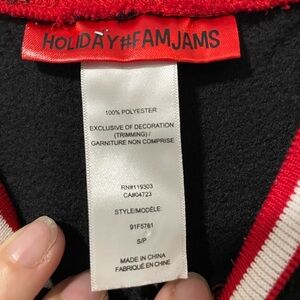 HOLIDAY#FAMJAMS
100% POLYESTER
EXCLUSIVE OF DECORATION
(TRIMMING) /
GARNITURE NON COMPRISE
RN#119303
CA#04723
STYLE/MODÈLE:
91F5781
S/P
MADE IN CHINA
FABRIQUÉ EN CHINE